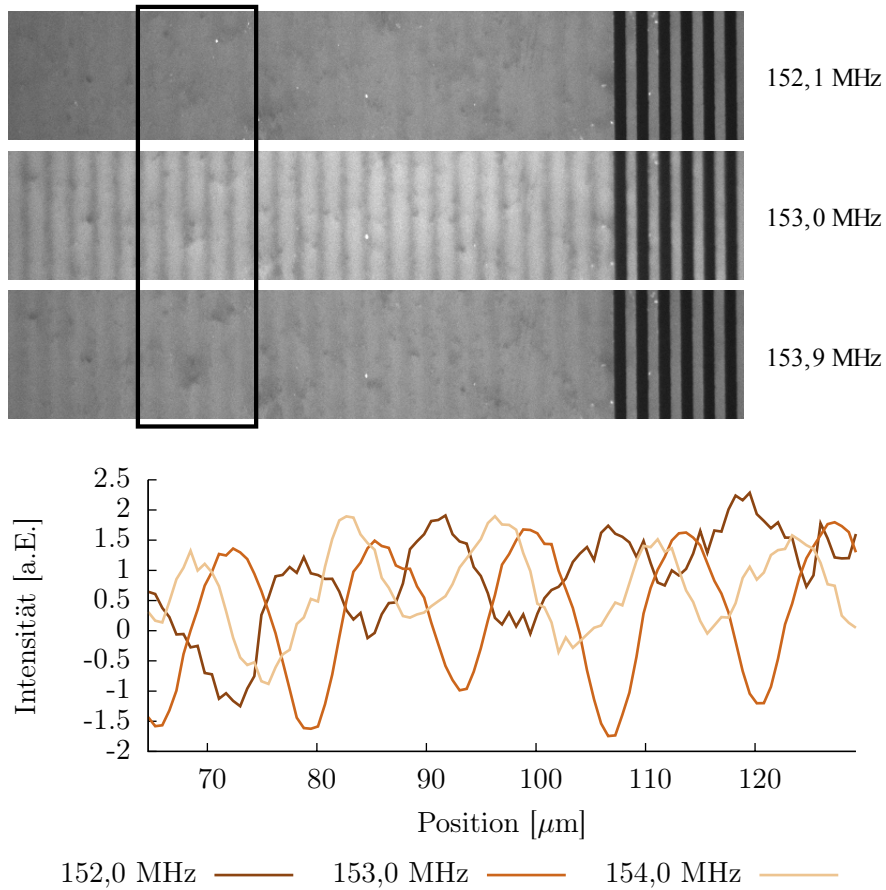 152,1 MHz
153,0 MHz
153,9 MHz
2.5
2
1.5
1
0.5
0
-0.5
-1
-1.5
-2
Intensität [a.E.]
70 80 90 100 110 120
Position [µm]
152,0 MHz 153,0 MHz 154,0 MHz